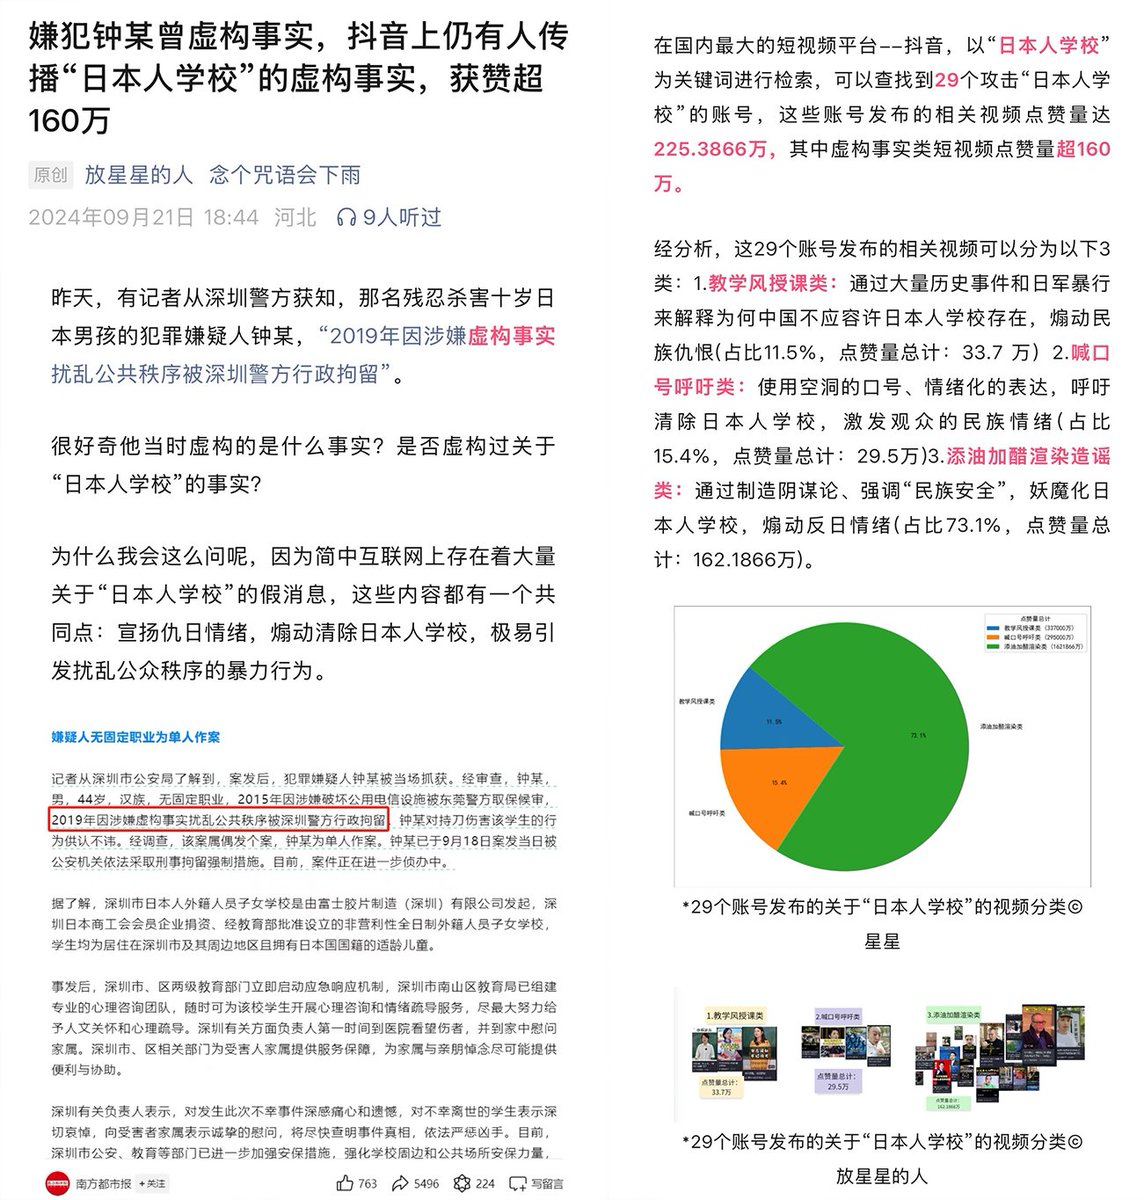 嫌犯钟某曾虚构事实，抖音上仍有人传
播“日本人学校”的虚构事实，获赞超
160万
原创 放星星的人 念个咒语会下雨
2024年09月21日 18:44 河北 9人听过
昨天，有记者从深圳警方获知，那名残忍杀害十岁日
本男孩的犯罪嫌疑人钟某，“2019年因涉嫌虚构事实
扰乱公共秩序被深圳警方行政拘留”。
很好奇他当时虚构的是什么事实？是否虚构过关于
“日本人学校”的事实？
为什么我会这么问呢，因为简中互联网上存在着大量
关于“日本人学校”的假消息，这些内容都有一个共
同点：宣扬仇日情绪，煽动清除日本人学校，极易引
发扰乱公众秩序的暴力行为。
嫌疑人无固定职业为单人作案
记者从深圳市公安局了解到，案发后，犯罪嫌疑人钟某被当场抓获。经审查，钟某，
男，44岁，汉族，无固定职业，2015年因涉嫌破坏公用电信设施被东莞警方取保候审，
2019年因涉嫌虚构事实扰乱公共秩序被深圳警方行政拘留，钟某对持刀伤害该学生的行
为供认不讳。经调查，该案属偶发个案，钟某为单人作案。钟某已于9月18日案发当日被
公安机关依法采取刑事拘留强制措施。目前，案件正在进一步侦办中。
据了解，深圳市日本人外籍人员子女学校是由富士胶片制造（深圳）有限公司发起，深
圳日本商工会会员企业捐资、经教育部批准设立的非营利性全日制外籍人员子女学校，
学生均为居住在深圳市及其周边地区且拥有日本国国籍的适龄儿童。
事发后，深圳市、区两级教育部门立即启动应急响应机制，深圳市南山区教育局已组建
专业的心理咨询团队，随时可为该校学生开展心理咨询和情绪疏导服务，尽最大努力给
予人文关怀和心理疏导。深圳有关方面负责人第一时间到医院看望伤者，并到家中慰问
家属。深圳市、区相关部门为受害人家属提供服务保障，为家属与亲朋悼念尽可能提供
便利与协助。
深圳有关负责人表示，对发生此次不幸事件深感痛心和遗憾，对不幸离世的学生表示深
切哀悼，向受害者家属表示诚挚的慰问，将尽快查明事件真相，依法严惩凶手。目前，
深圳市公安、教育等部门已进一步加强安保措施，强化学校周边和公共场所安保力量，
南方都市报 +关注 763 5496 224 写留言
在国内最大的短视频平台--抖音，以“日本人学校”
为关键词进行检索，可以查找到29个攻击“日本人学
校”的账号，这些账号发布的相关视频点赞量达
225.3866万，其中虚构事实类短视频点赞量超160
万。
经分析，这29个账号发布的相关视频可以分为以下3
类：1.教学风授课类：通过大量历史事件和日军暴行
来解释为何中国不应容许日本人学校存在，煽动民
族仇恨(占比11.5%，点赞量总计：33.7 万) 2.喊口
号呼吁类：使用空洞的口号、情绪化的表达，呼吁
清除日本人学校，激发观众的民族情绪(占比
15.4%，点赞量总计：29.5万)3.添油加醋渲染造谣
类：通过制造阴谋论、强调“民族安全”，妖魔化日
本人学校，煽动反日情绪(占比73.1%，点赞量总
计：162.1866万)。
点赞量总计
教学风授课类 (337000万)
喊口号呼吁类 (295000万)
添油加醋渲染类 (1621866万)
教学风授课类
11.5%
添油加醋渲染类
73.1%
15.4%
喊口号呼吁类
*29个账号发布的关于“日本人学校”的视频分类©
星星
1.教学风授课类
2.喊口号呼吁类
3.添油加醋渲染类
点赞量总计：
33.7万
点赞量总计：
29.5万
点赞量总计：
162.1866万
*29个账号发布的关于“日本人学校”的视频分类©
放星星的人